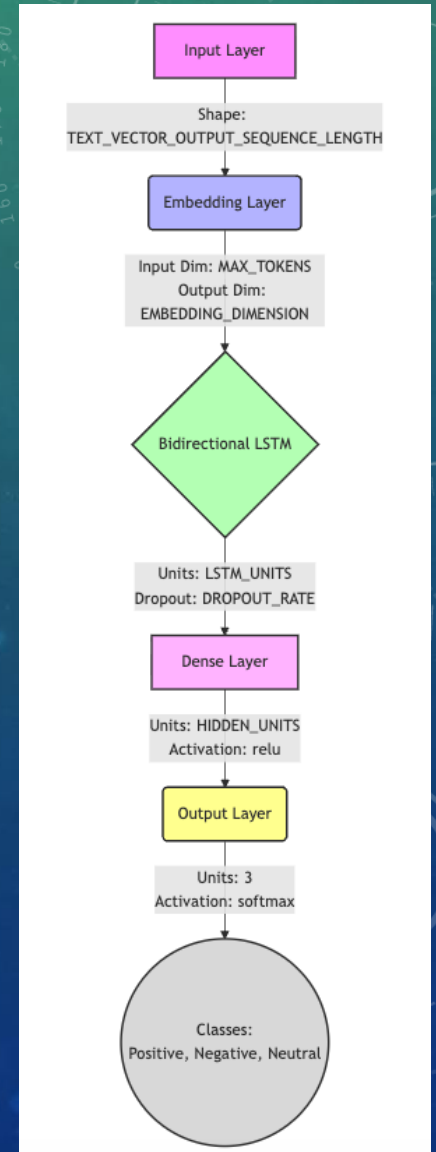 Input Layer
Shape:
TEXT_VECTOR_OUTPUT_SEQUENCE_LENGTH
Embedding Layer
Input Dim: MAX_TOKENS
Output Dim:
EMBEDDING_DIMENSION
Bidirectional LSTM
Units: LSTM_UNITS
Dropout: DROPOUT_RATE
Dense Layer
Units: HIDDEN_UNITS
Activation: relu
Output Layer
Units: 3
Activation: softmax
Classes:
Positive, Negative, Neutral